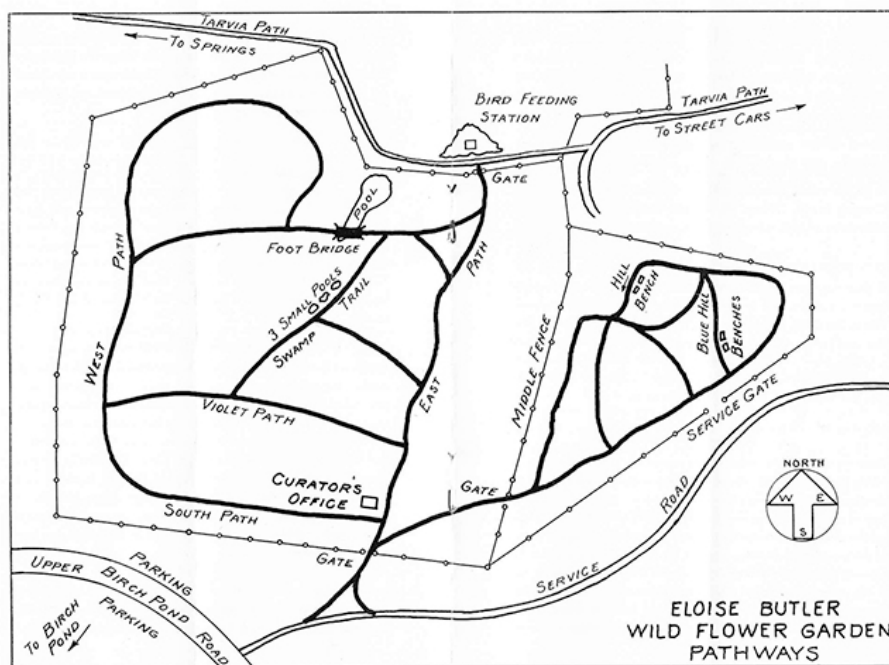 TARVIA PATH
TO SPRINGS
BIRD FEEDING
STATION
TARVIA PATH
TO STREET CARS
GATE
POOL
FOOT BRIDGE
PATH
PATH
HILL
BENCH
3 SMALL POOLS
TRAIL
SWAMP
BLUE HILL
BENCHES
WEST
EAST
MIDDLE FENCE
VIOLET PATH
SERVICE GATE
CURATOR'S
OFFICE
GATE
SOUTH PATH
GATE
ROAD
SERVICE
NORTH
W E
S
PARKING
UPPER BIRCH POND ROAD
PARKING
TO BIRCH
POND
ELOISE BUTLER
WILD FLOWER GARDEN
PATHWAYS